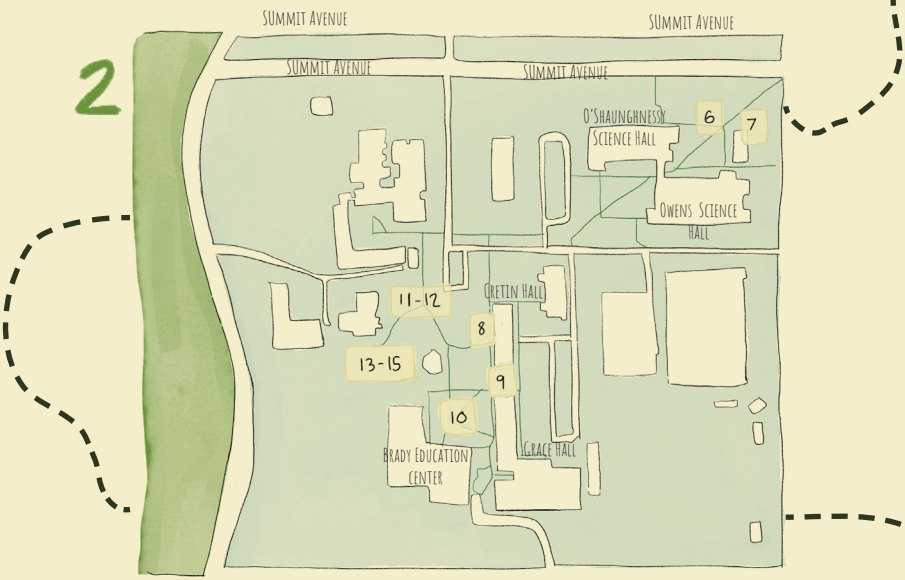 SUMMIT AVENUE
SUMMIT AVENUE
2
SUMMIT AVENUE
SUMMIT AVENUE
6
7
O'SHAUGHNESSY
SCIENCE HALL
OWENS SCIENCE
HALL
CRETIN HALL
11-12
8
13-15
9
10
BRADY EDUCATION
CENTER
GRACE HALL